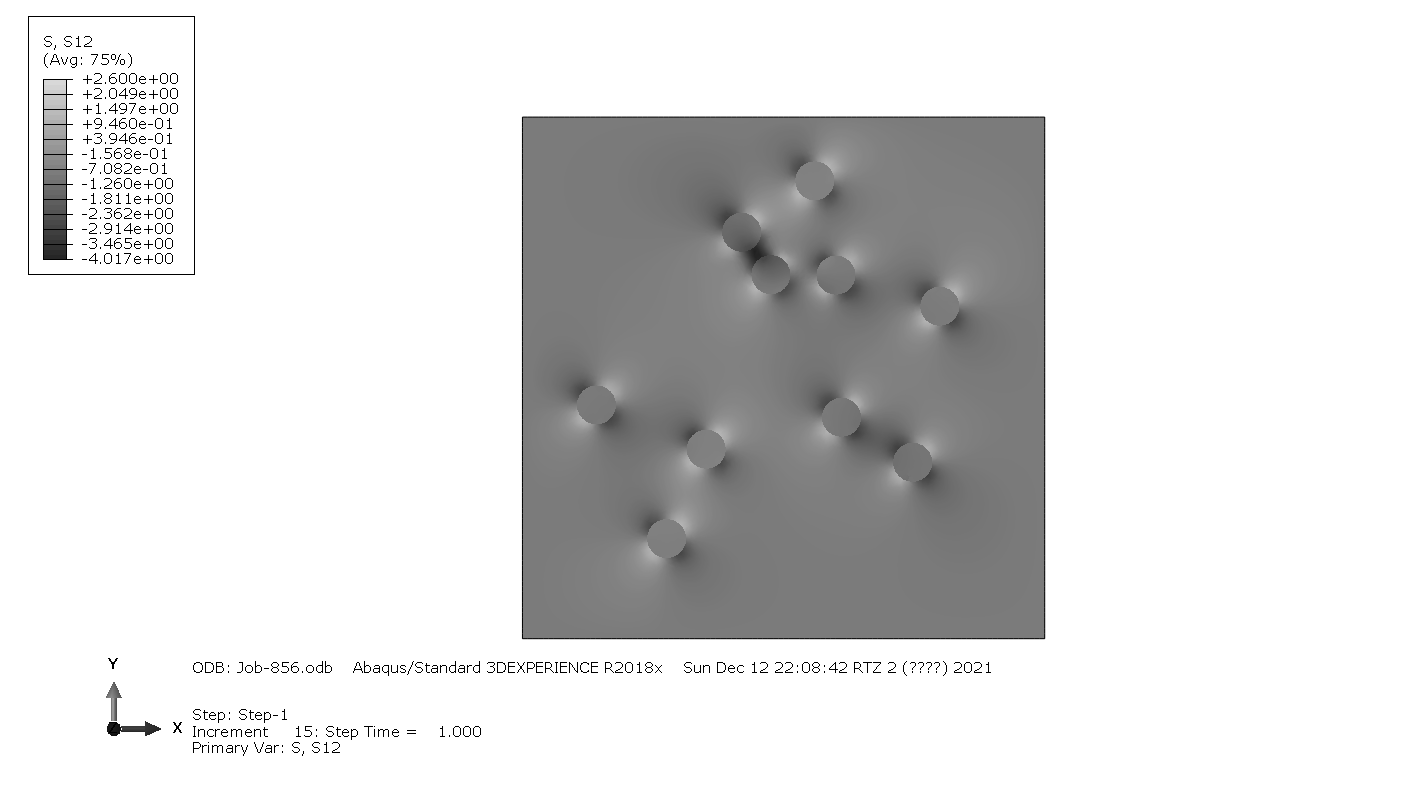 S, S12
(Avg: 75%)
+2.600e+00
+2.049e+00
+1.497e+00
+9.460e-01
+3.946e-01
-1.568e-01
-7.082e-01
-1.260e+00
-1.811e+00
-2.362e+00
-2.914e+00
-3.465e+00
-4.017e+00
Y
X
ODB: Job-856.odb Abaqus/Standard 3DEXPERIENCE R2018x Sun Dec 12 22:08:42 RTZ 2 (????) 2021
Step: Step-1
Increment 15: Step Time = 1.000
Primary Var: S, S12